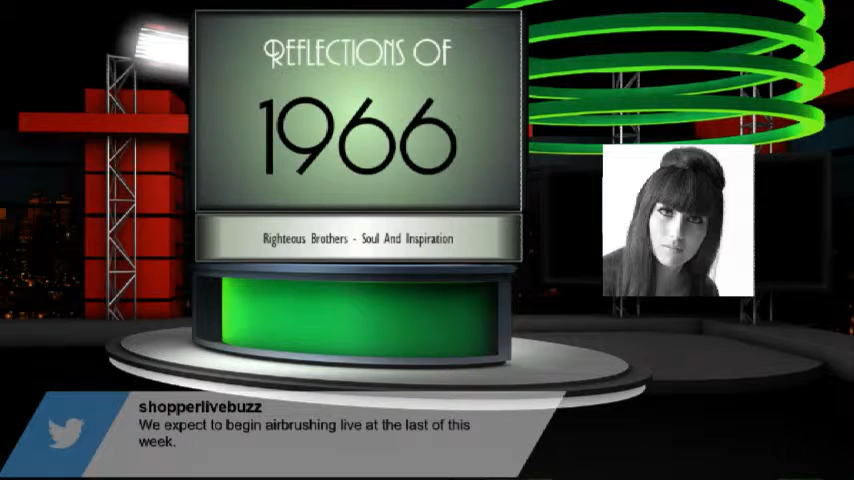 REFLECTIONS OF
1966
Righteous Brothers - Soul And Inspiration
shopperlivebuzz
We expect to begin airbrushing live at the last of this
week.